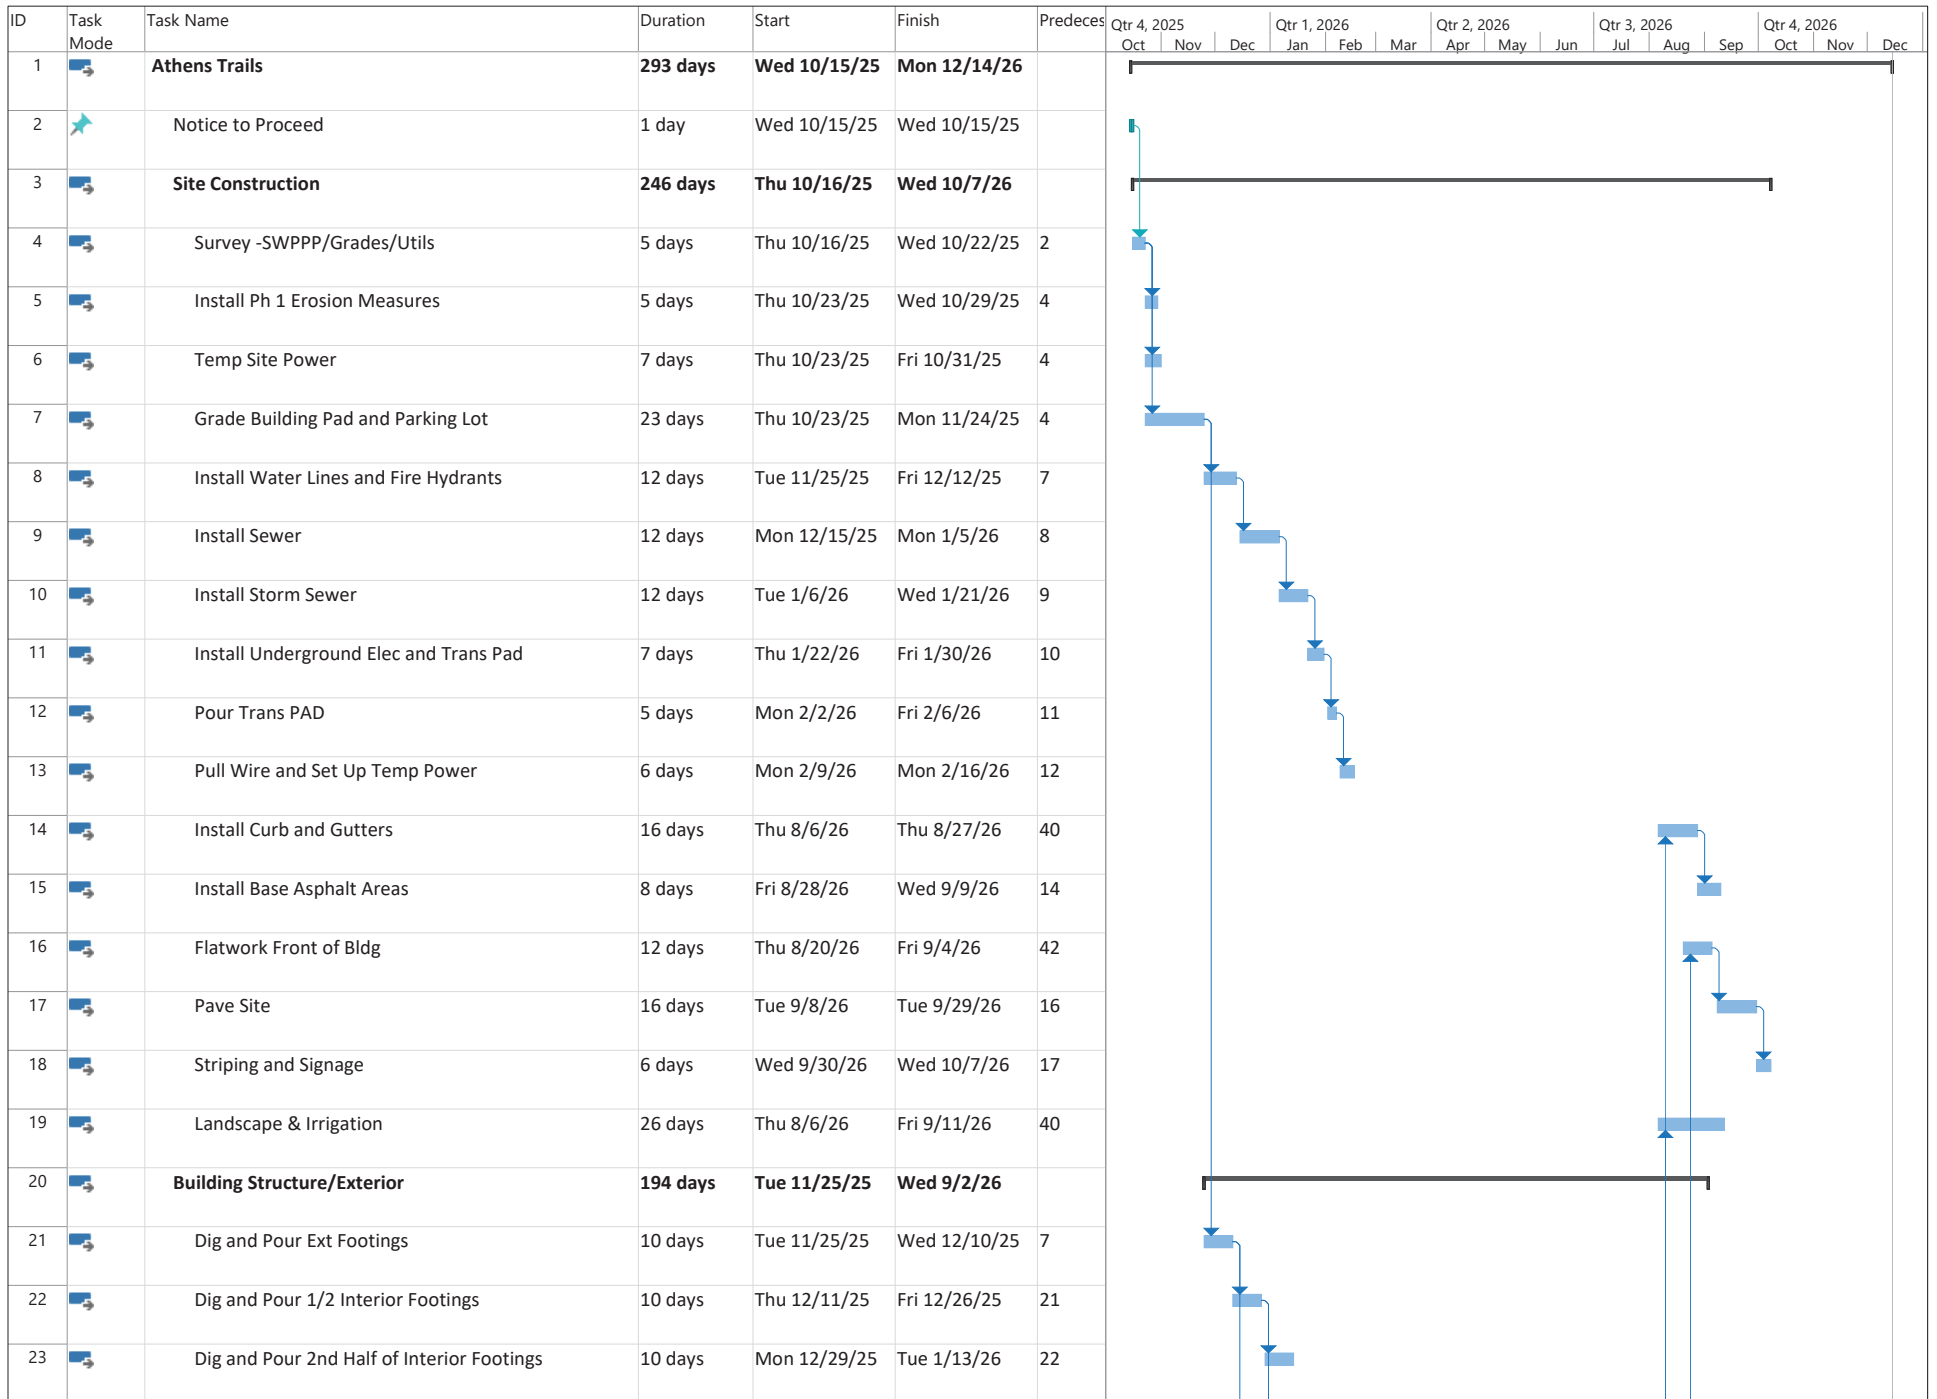 ID Task Mode Task Name Duration Start Finish Predeces
Qtr 4, 2025 Qtr 1, 2026 Qtr 2, 2026 Qtr 3, 2026 Qtr 4, 2026
Oct Nov Dec Jan Feb Mar Apr May Jun Jul Aug Sep Oct Nov Dec
1 Athens Trails 293 days Wed 10/15/25 Mon 12/14/26
2 Notice to Proceed 1 day Wed 10/15/25 Wed 10/15/25
3 Site Construction 246 days Thu 10/16/25 Wed 10/7/26
4 Survey -SWPPP/Grades/Utils 5 days Thu 10/16/25 Wed 10/22/25 2
5 Install Ph 1 Erosion Measures 5 days Thu 10/23/25 Wed 10/29/25 4
6 Temp Site Power 7 days Thu 10/23/25 Fri 10/31/25 4
7 Grade Building Pad and Parking Lot 23 days Thu 10/23/25 Mon 11/24/25 4
8 Install Water Lines and Fire Hydrants 12 days Tue 11/25/25 Fri 12/12/25 7
9 Install Sewer 12 days Mon 12/15/25 Mon 1/5/26 8
10 Install Storm Sewer 12 days Tue 1/6/26 Wed 1/21/26 9
11 Install Underground Elec and Trans Pad 7 days Thu 1/22/26 Fri 1/30/26 10
12 Pour Trans PAD 5 days Mon 2/2/26 Fri 2/6/26 11
13 Pull Wire and Set Up Temp Power 6 days Mon 2/9/26 Mon 2/16/26 12
14 Install Curb and Gutters 16 days Thu 8/6/26 Thu 8/27/26 40
15 Install Base Asphalt Areas 8 days Fri 8/28/26 Wed 9/9/26 14
16 Flatwork Front of Bldg 12 days Thu 8/20/26 Fri 9/4/26 42
17 Pave Site 16 days Tue 9/8/26 Tue 9/29/26 16
18 Striping and Signage 6 days Wed 9/30/26 Wed 10/7/26 17
19 Landscape & Irrigation 26 days Thu 8/6/26 Fri 9/11/26 40
20 Building Structure/Exterior 194 days Tue 11/25/25 Wed 9/2/26
21 Dig and Pour Ext Footings 10 days Tue 11/25/25 Wed 12/10/25 7
22 Dig and Pour 1/2 Interior Footings 10 days Thu 12/11/25 Fri 12/26/25 21
23 Dig and Pour 2nd Half of Interior Footings 10 days Mon 12/29/25 Tue 1/13/26 22